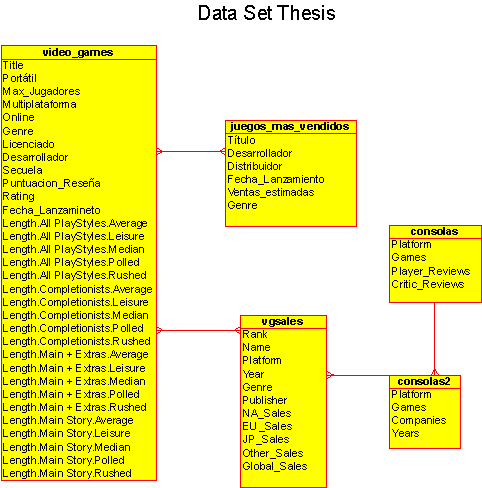 Data Set Thesis
video_games
Title
Portátil
Max_Jugadores
Multiplataforma
Online
Genre
Licenciado
Desarrollador
Secuela
Puntuacion_Reseña
Rating
Fecha_Lanzamineto
Length.All PlayStyles.Average
Length.All PlayStyles.Leisure
Length.All PlayStyles.Median
Length.All PlayStyles.Polled
Length.All PlayStyles.Rushed
Length.Completionists.Average
Length.Completionists.Leisure
Length.Completionists.Median
Length.Completionists.Polled
Length.Completionists.Rushed
Length.Main + Extras.Average
Length.Main + Extras.Leisure
Length.Main + Extras.Median
Length.Main + Extras.Polled
Length.Main + Extras.Rushed
Length.Main Story.Average
Length.Main Story.Leisure
Length.Main Story.Median
Length.Main Story.Polled
Length.Main Story.Rushed
juegos_mas_vendidos
Título
Desarrollador
Distribuidor
Fecha_Lanzamiento
Ventas_estimadas
Genre
vgsales
Rank
Name
Platform
Year
Genre
Publisher
NA_Sales
EU_Sales
JP_Sales
Other_Sales
Global_Sales
consolas
Platform
Games
Player_Reviews
Critic_Reviews
consolas2
Platform
Games
Companies
Years